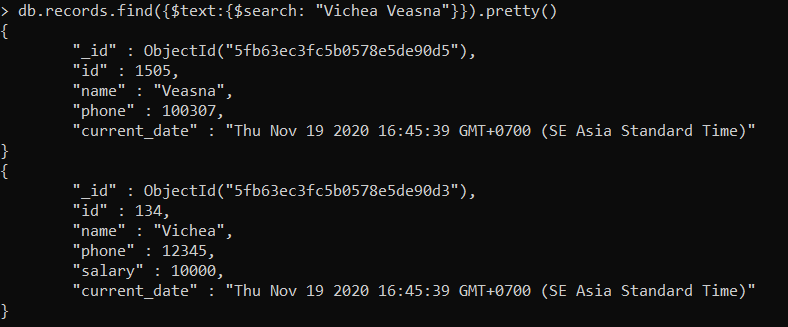 > db.records.find({$text:{$search: "Vichea Veasna"}}).pretty()
{
        "_id" : ObjectId("5fb63ec3fc5b0578e5de90d5"),
        "id" : 1505,
        "name" : "Veasna",
        "phone" : 100307,
        "current_date" : "Thu Nov 19 2020 16:45:39 GMT+0700 (SE Asia Standard Time)"
}
{
        "_id" : ObjectId("5fb63ec3fc5b0578e5de90d3"),
        "id" : 134,
        "name" : "Vichea",
        "phone" : 12345,
        "salary" : 10000,
        "current_date" : "Thu Nov 19 2020 16:45:39 GMT+0700 (SE Asia Standard Time)"
}